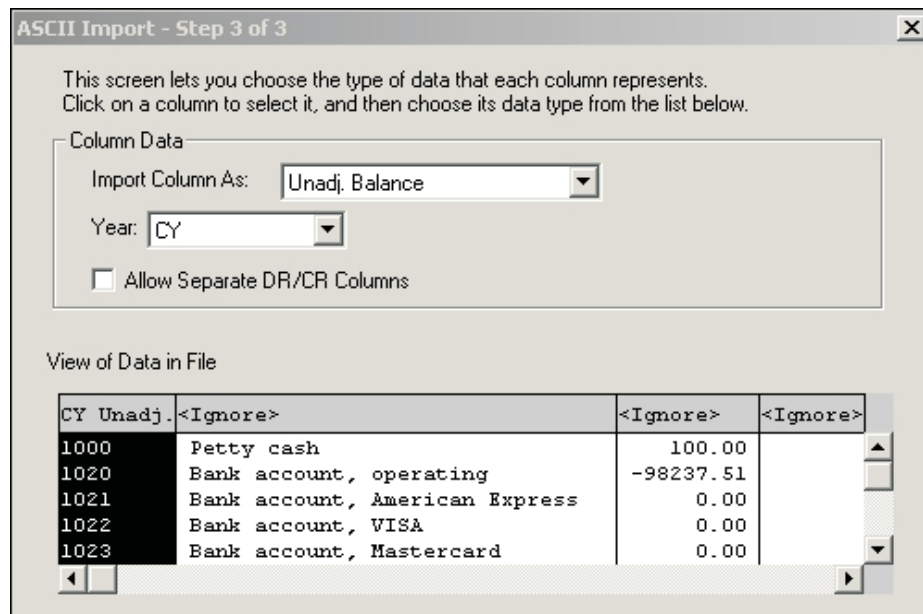 ASCII Import - Step 3 of 3
This screen lets you choose the type of data that each column represents.
Click on a column to select it, and then choose its data type from the list below.
Column Data
Import Column As: Unadj. Balance
Year: CY
Allow Separate DR/CR Columns
View of Data in File
CY Unadj. <Ignore> <Ignore> <Ignore>
1000 Petty cash 100.00
1020 Bank account, operating -98237.51
1021 Bank account, American Express 0.00
1022 Bank account, VISA 0.00
1023 Bank account, Mastercard 0.00